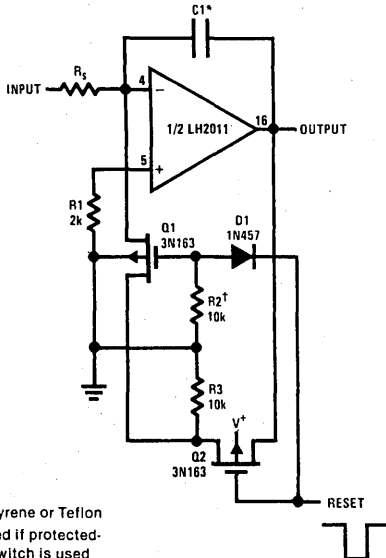 C1*
Rs
INPUT
4
−
1/2 LH2011
16
OUTPUT
5
+
R1
2k
Q1
3N163
D1
1N457
R2†
10k
R3
10k
V+
Q2
3N163
RESET
yrene or Teflon
ed if protected-
witch is used